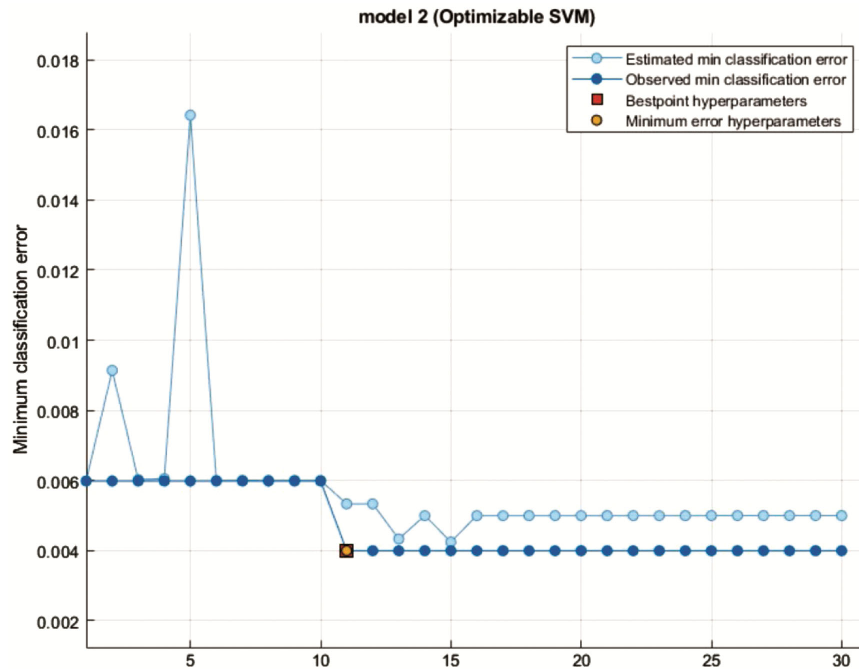 model 2 (Optimizable SVM)
Estimated min classification error
Observed min classification error
Bestpoint hyperparameters
Minimum error hyperparameters
Minimum classification error
0.018
0.016
0.014
0.012
0.01
0.008
0.006
0.004
0.002
5 10 15 20 25 30